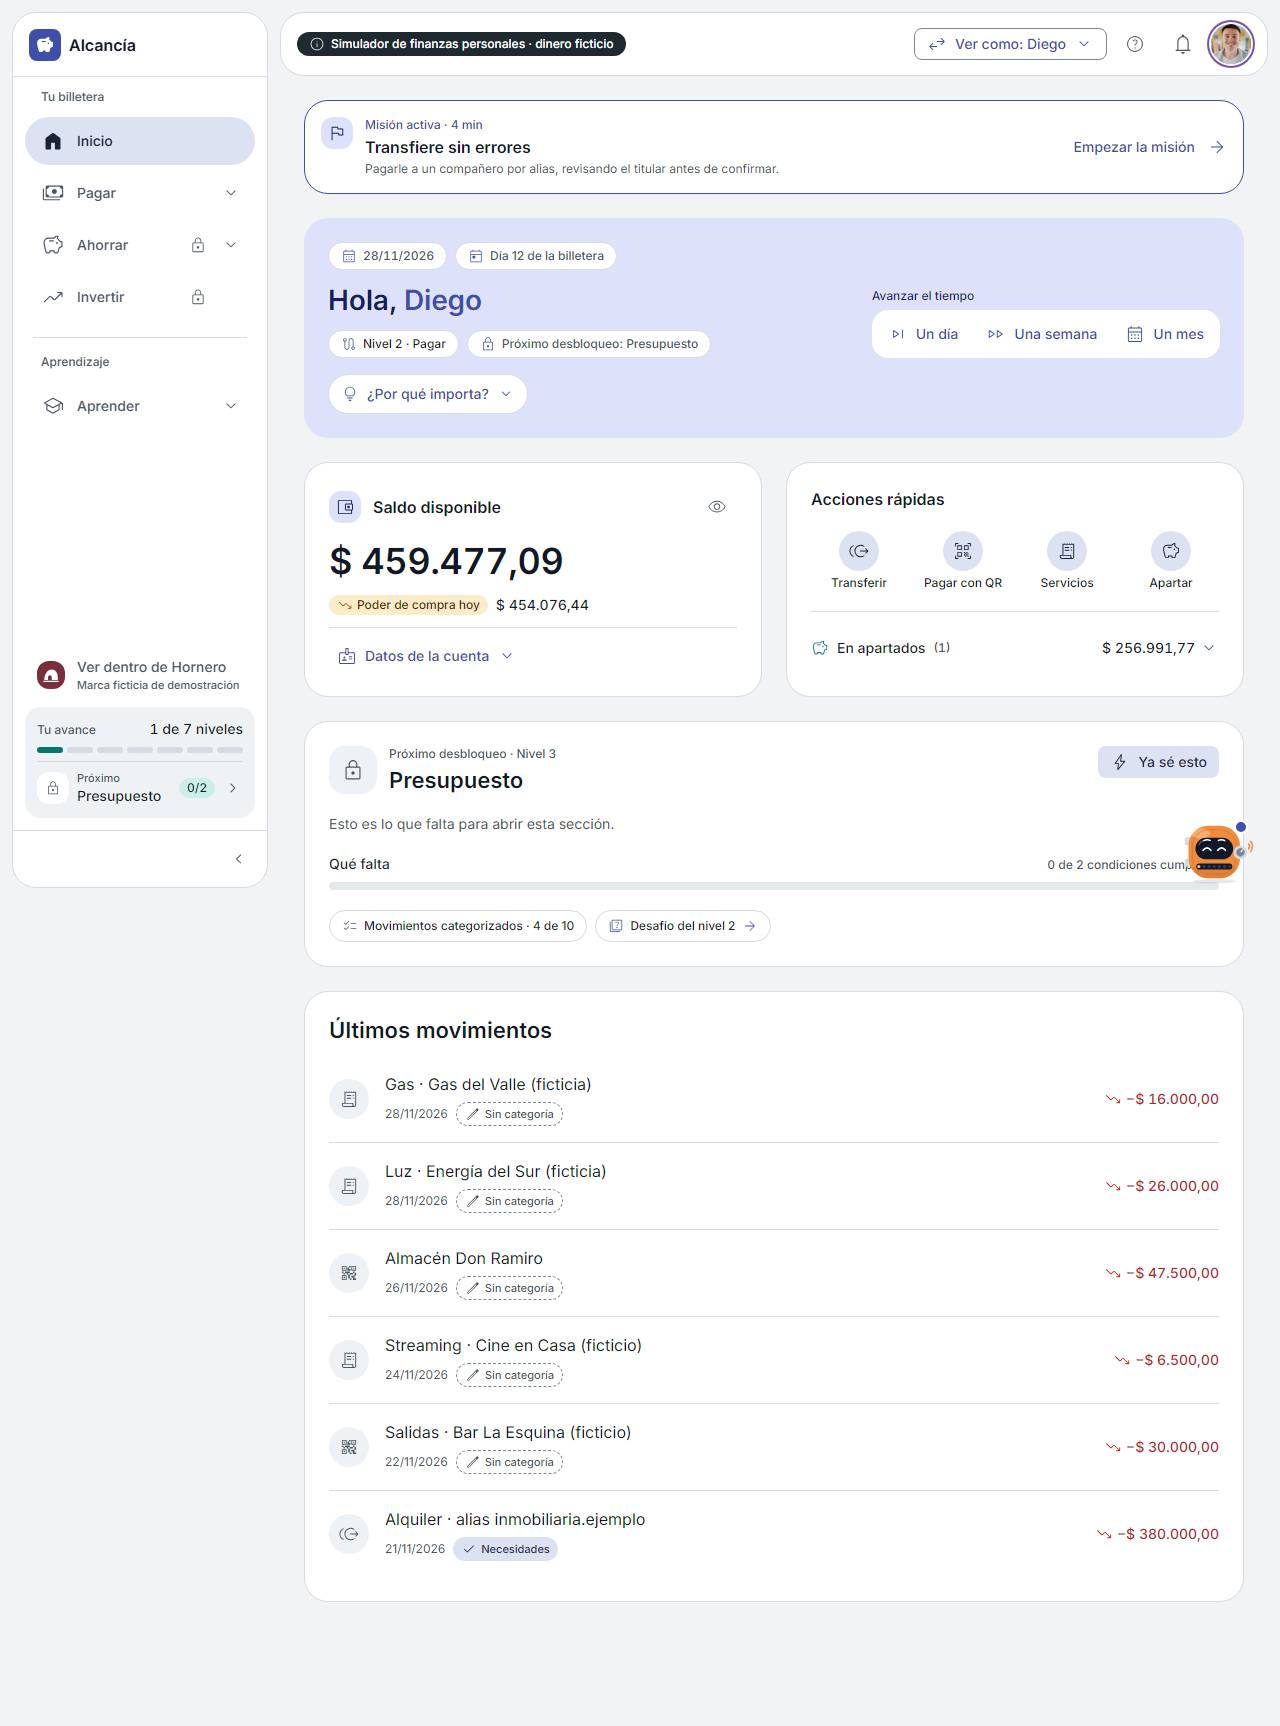 Alcancía
Tu billetera
Inicio
Pagar
Ahorrar
Invertir
Aprendizaje
Aprender
Ver dentro de Hornero
Marca ficticia de demostración
Tu avance
1 de 7 niveles
Próximo
Presupuesto
0/2
Simulador de finanzas personales · dinero ficticio
Ver como: Diego
Misión activa · 4 min
Transfiere sin errores
Pagarle a un compañero por alias, revisando el titular antes de confirmar.
Empezar la misión
28/11/2026
Día 12 de la billetera
Hola, Diego
Nivel 2 · Pagar
Próximo desbloqueo: Presupuesto
¿Por qué importa?
Avanzar el tiempo
Un día
Una semana
Un mes
Saldo disponible
$ 459.477,09
Poder de compra hoy
$ 454.076,44
Datos de la cuenta
Acciones rápidas
Transferir
Pagar con QR
Servicios
Apartar
En apartados (1)
$ 256.991,77
Próximo desbloqueo · Nivel 3
Presupuesto
Ya sé esto
Esto es lo que falta para abrir esta sección.
Qué falta
0 de 2 condiciones
Movimientos categorizados · 4 de 10
Desafío del nivel 2
Últimos movimientos
Gas · Gas del Valle (ficticia)
28/11/2026
Sin categoría
−$ 16.000,00
Luz · Energía del Sur (ficticia)
28/11/2026
Sin categoría
−$ 26.000,00
Almacén Don Ramiro
26/11/2026
Sin categoría
−$ 47.500,00
Streaming · Cine en Casa (ficticio)
24/11/2026
Sin categoría
−$ 6.500,00
Salidas · Bar La Esquina (ficticio)
22/11/2026
Sin categoría
−$ 30.000,00
Alquiler · alias inmobiliaria.ejemplo
21/11/2026
Necesidades
−$ 380.000,00